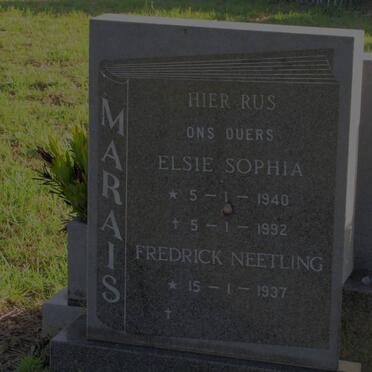 MARAIS
HIER RUS
ONS OUERS
ELSIE SOPHIA
★ 5 - 1 - 1940
✝ 5 - 1 - 1992
FREDRICK NEETLING
★ 15 - 1 - 1937
✝